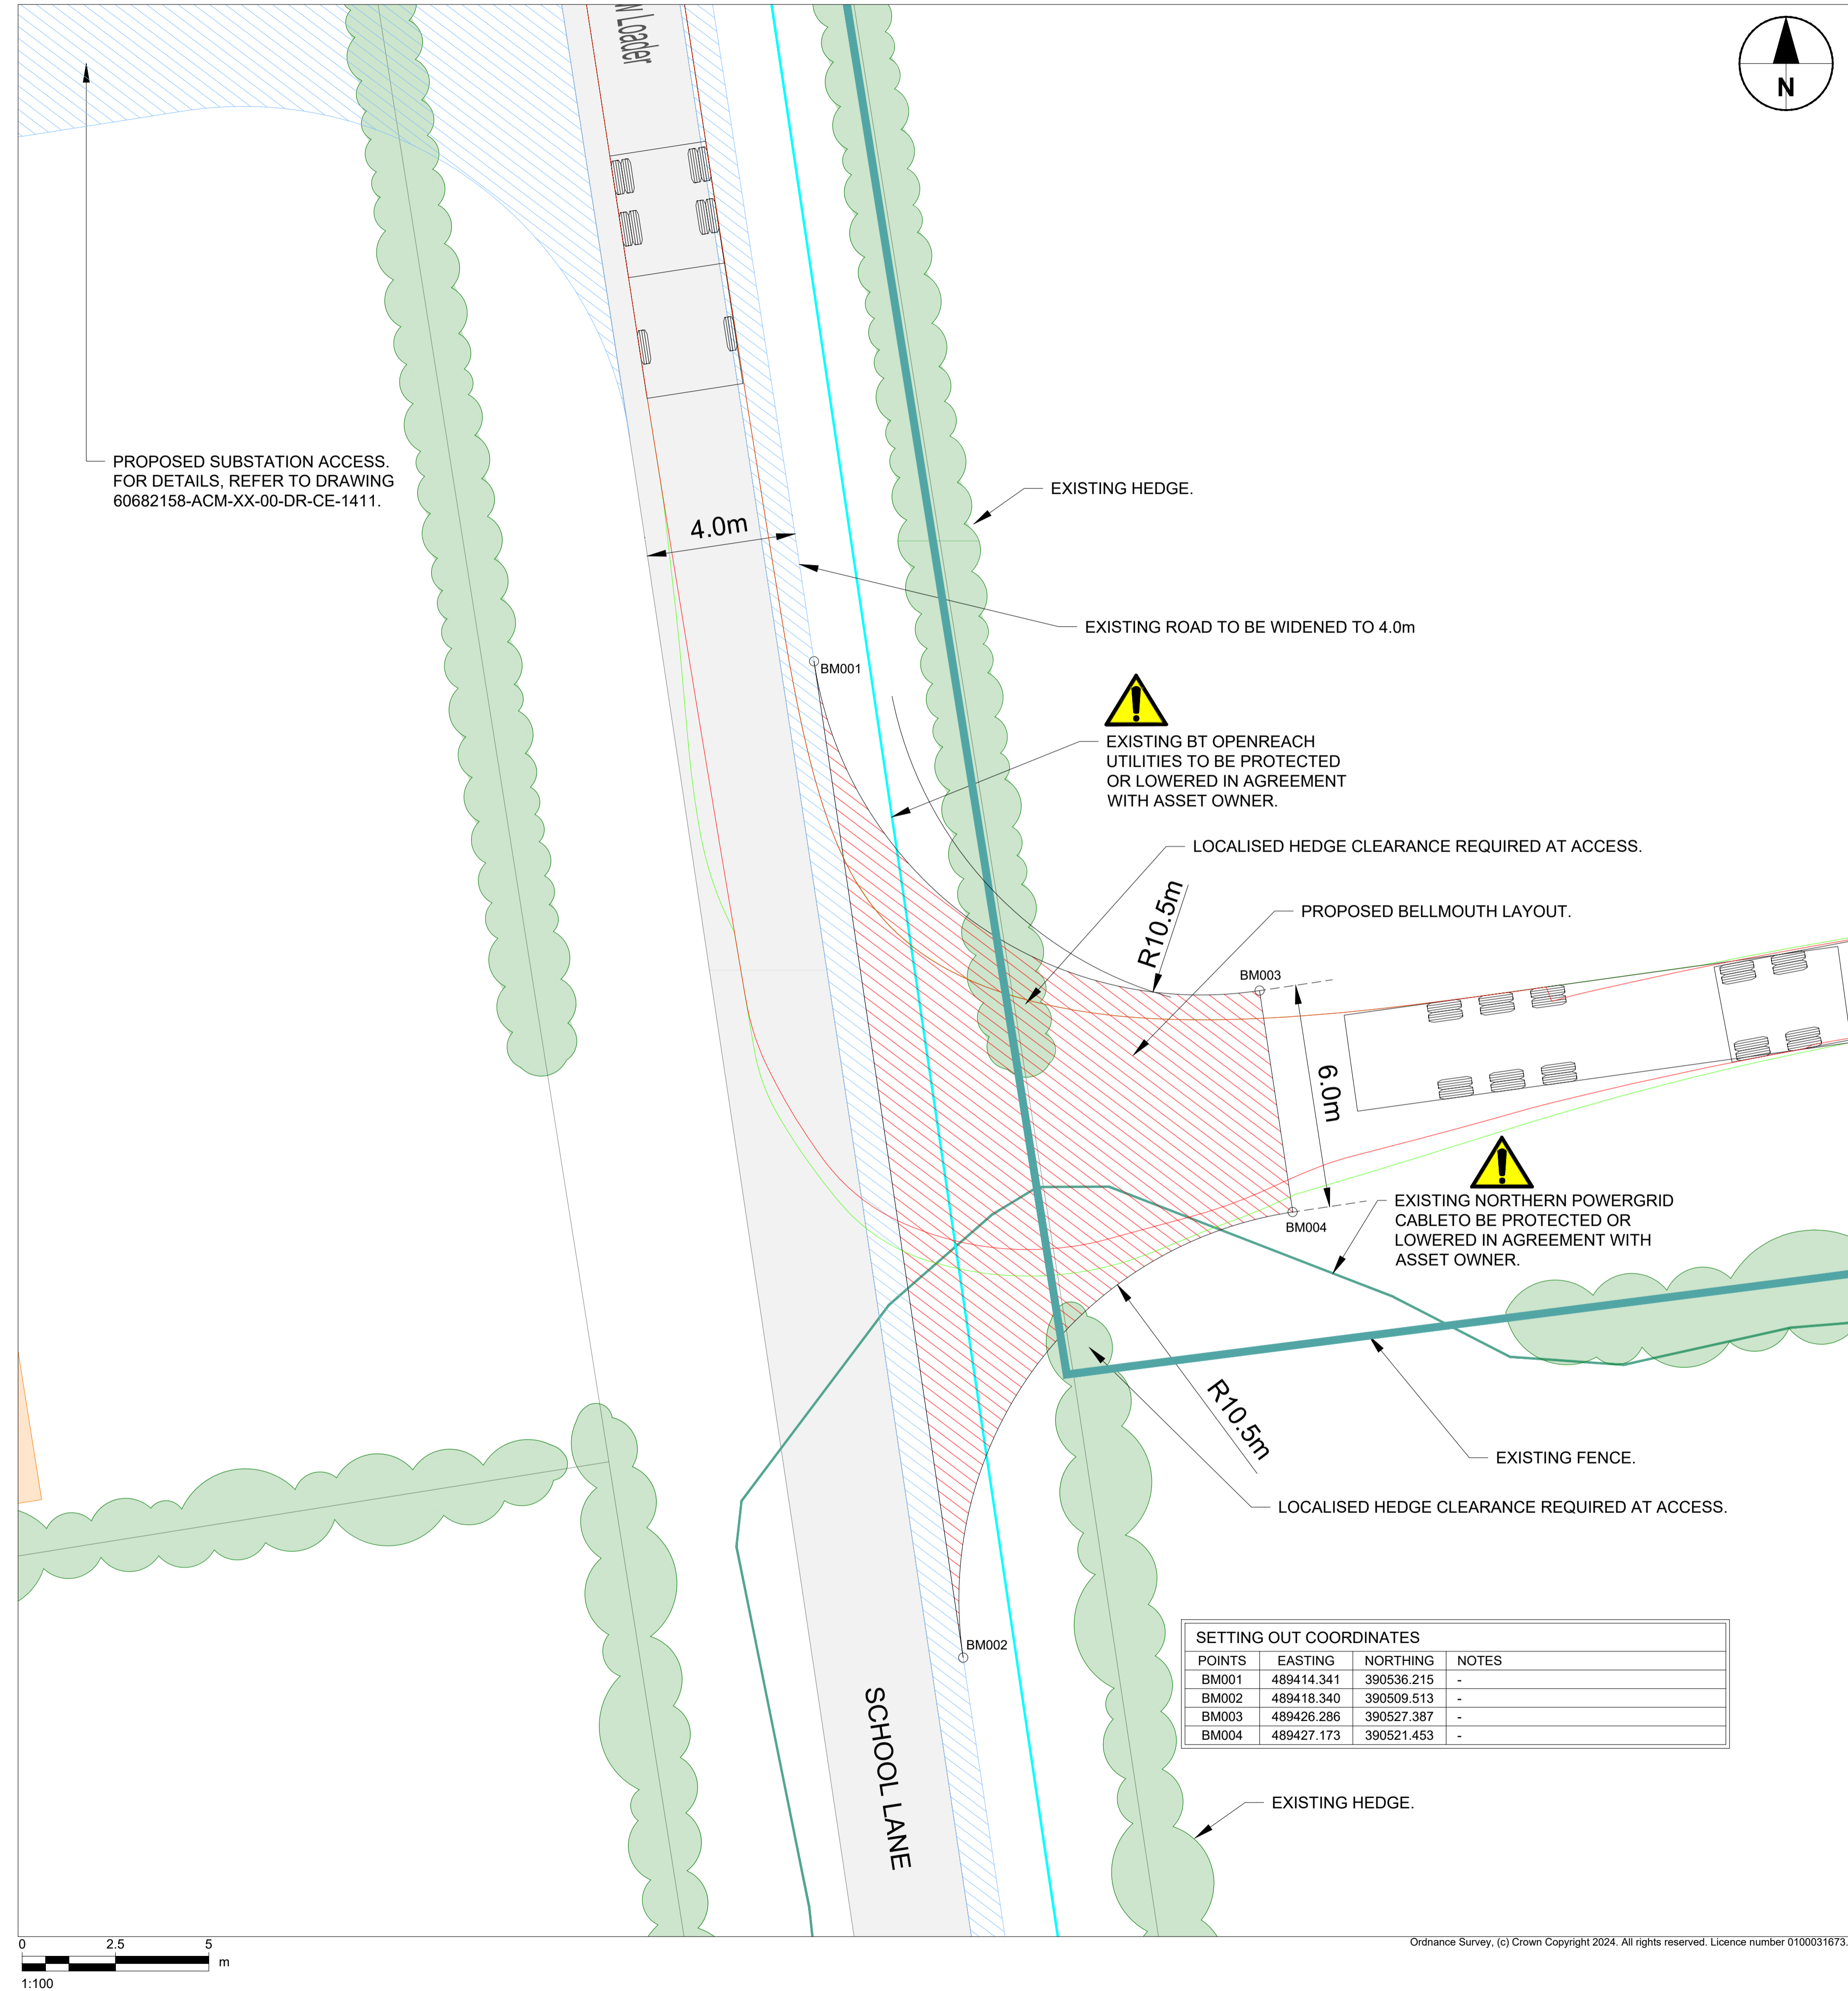 Loader
N
PROPOSED SUBSTATION ACCESS.
FOR DETAILS, REFER TO DRAWING
60682158-ACM-XX-00-DR-CE-1411.
EXISTING HEDGE.
4.0m
EXISTING ROAD TO BE WIDENED TO 4.0m
BM001
EXISTING BT OPENREACH
UTILITIES TO BE PROTECTED
OR LOWERED IN AGREEMENT
WITH ASSET OWNER.
LOCALISED HEDGE CLEARANCE REQUIRED AT ACCESS.
R10.5m
PROPOSED BELLMOUTH LAYOUT.
BM003
6.0m
EXISTING NORTHERN POWERGRID
CABLETO BE PROTECTED OR
LOWERED IN AGREEMENT WITH
ASSET OWNER.
BM004
R10.5m
EXISTING FENCE.
LOCALISED HEDGE CLEARANCE REQUIRED AT ACCESS.
BM002
SCHOOL LANE
SETTING OUT COORDINATES
POINTS EASTING NORTHING NOTES
BM001 489414.341 390536.215 -
BM002 489418.340 390509.513 -
BM003 489426.286 390527.387 -
BM004 489427.173 390521.453 -
EXISTING HEDGE.
0 2.5 5
m
1:100
Ordnance Survey, (c) Crown Copyright 2024. All rights reserved. Licence number 0100031673.